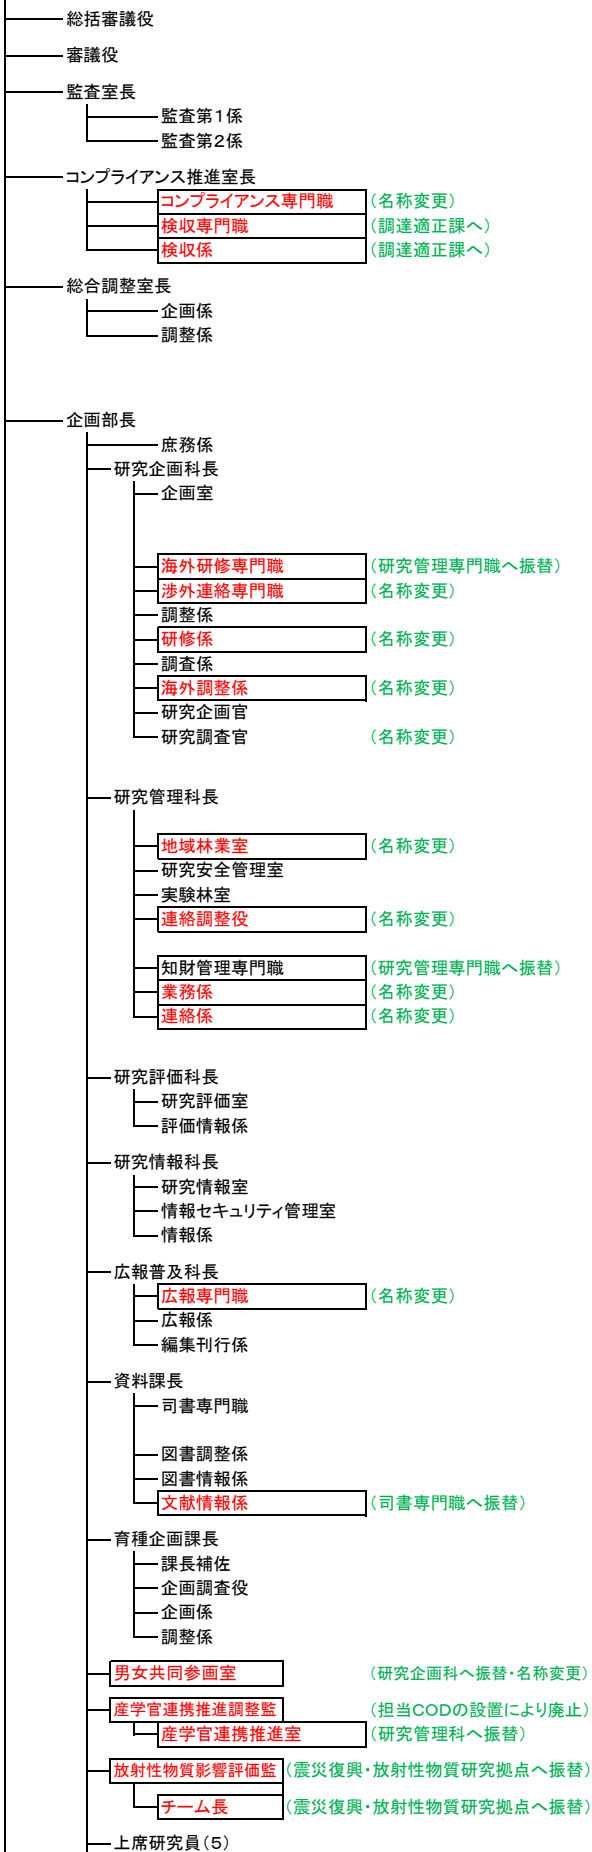 総括審議役
審議役
監査室長
監査第1係
監査第2係
コンプライアンス推進室長
コンプライアンス専門職 (名称変更)
検収専門職 (調達適正課へ)
検収係 (調達適正課へ)
総合調整室長
企画係
調整係
企画部長
庶務係
研究企画科長
企画室
海外研修専門職 (研究管理専門職へ振替)
渉外連絡専門職 (名称変更)
調整係
研修係 (名称変更)
調査係
海外調整係 (名称変更)
研究企画官
研究調査官 (名称変更)
研究管理科長
地域林業室 (名称変更)
研究安全管理室
実験林室
連絡調整役 (名称変更)
知財管理専門職 (研究管理専門職へ振替)
業務係 (名称変更)
連絡係 (名称変更)
研究評価科長
研究評価室
評価情報係
研究情報科長
研究情報室
情報セキュリティ管理室
情報係
広報普及科長
広報専門職 (名称変更)
広報係
編集刊行係
資料課長
司書専門職
図書調整係
図書情報係
文献情報係 (司書専門職へ振替)
育種企画課長
課長補佐
企画調査役
企画係
調整係
男女共同参画室 (研究企画科へ振替・名称変更)
産学官連携推進調整監 (担当CODの設置により廃止)
産学官連携推進室 (研究管理科へ振替)
放射性物質影響評価監 (震災復興・放射性物質研究拠点へ振替)
チーム長 (震災復興・放射性物質研究拠点へ振替)
上席研究員(5)